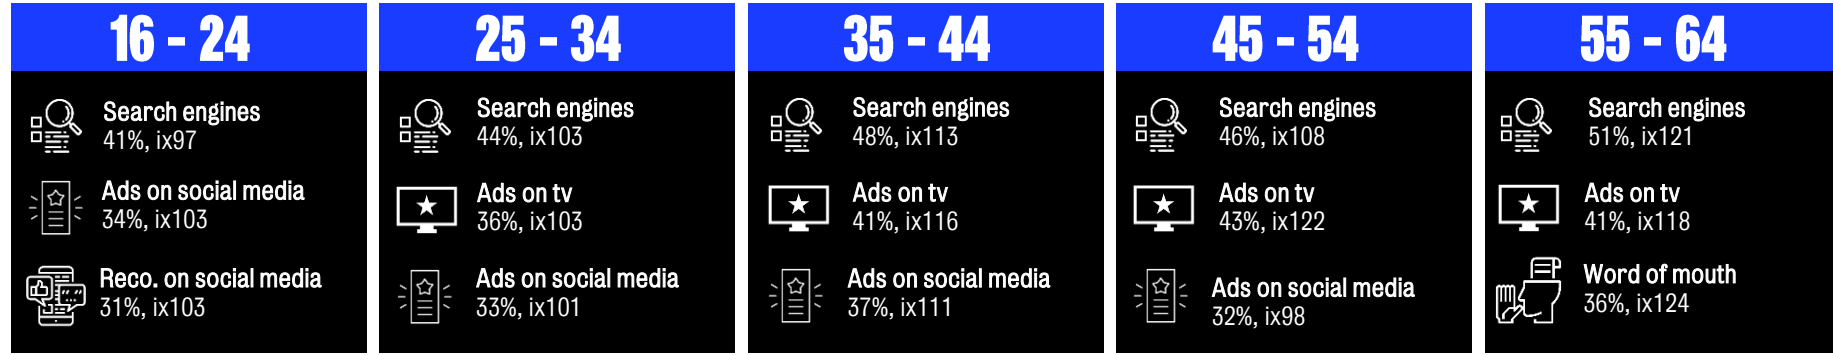 16 - 24
Search engines
41%, ix97
Ads on social media
34%, ix103
Reco. on social media
31%, ix103
25 - 34
Search engines
44%, ix103
Ads on tv
36%, ix103
Ads on social media
33%, ix101
35 - 44
Search engines
48%, ix113
Ads on tv
41%, ix116
Ads on social media
37%, ix111
45 - 54
Search engines
46%, ix108
Ads on tv
43%, ix122
Ads on social media
32%, ix98
55 - 64
Search engines
51%, ix121
Ads on tv
41%, ix118
Word of mouth
36%, ix124